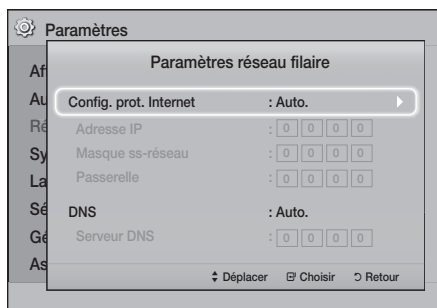 Paramètres
Paramètres réseau filaire
Af
Au
Config. prot. Internet : Auto.
Ré
Adresse IP : 0 0 0 0
Sy
Masque ss-réseau : 0 0 0 0
La
Passerelle : 0 0 0 0
Sé
DNS : Auto.
Gé
Serveur DNS : 0 0 0 0
As
Déplacer Choisir Retour